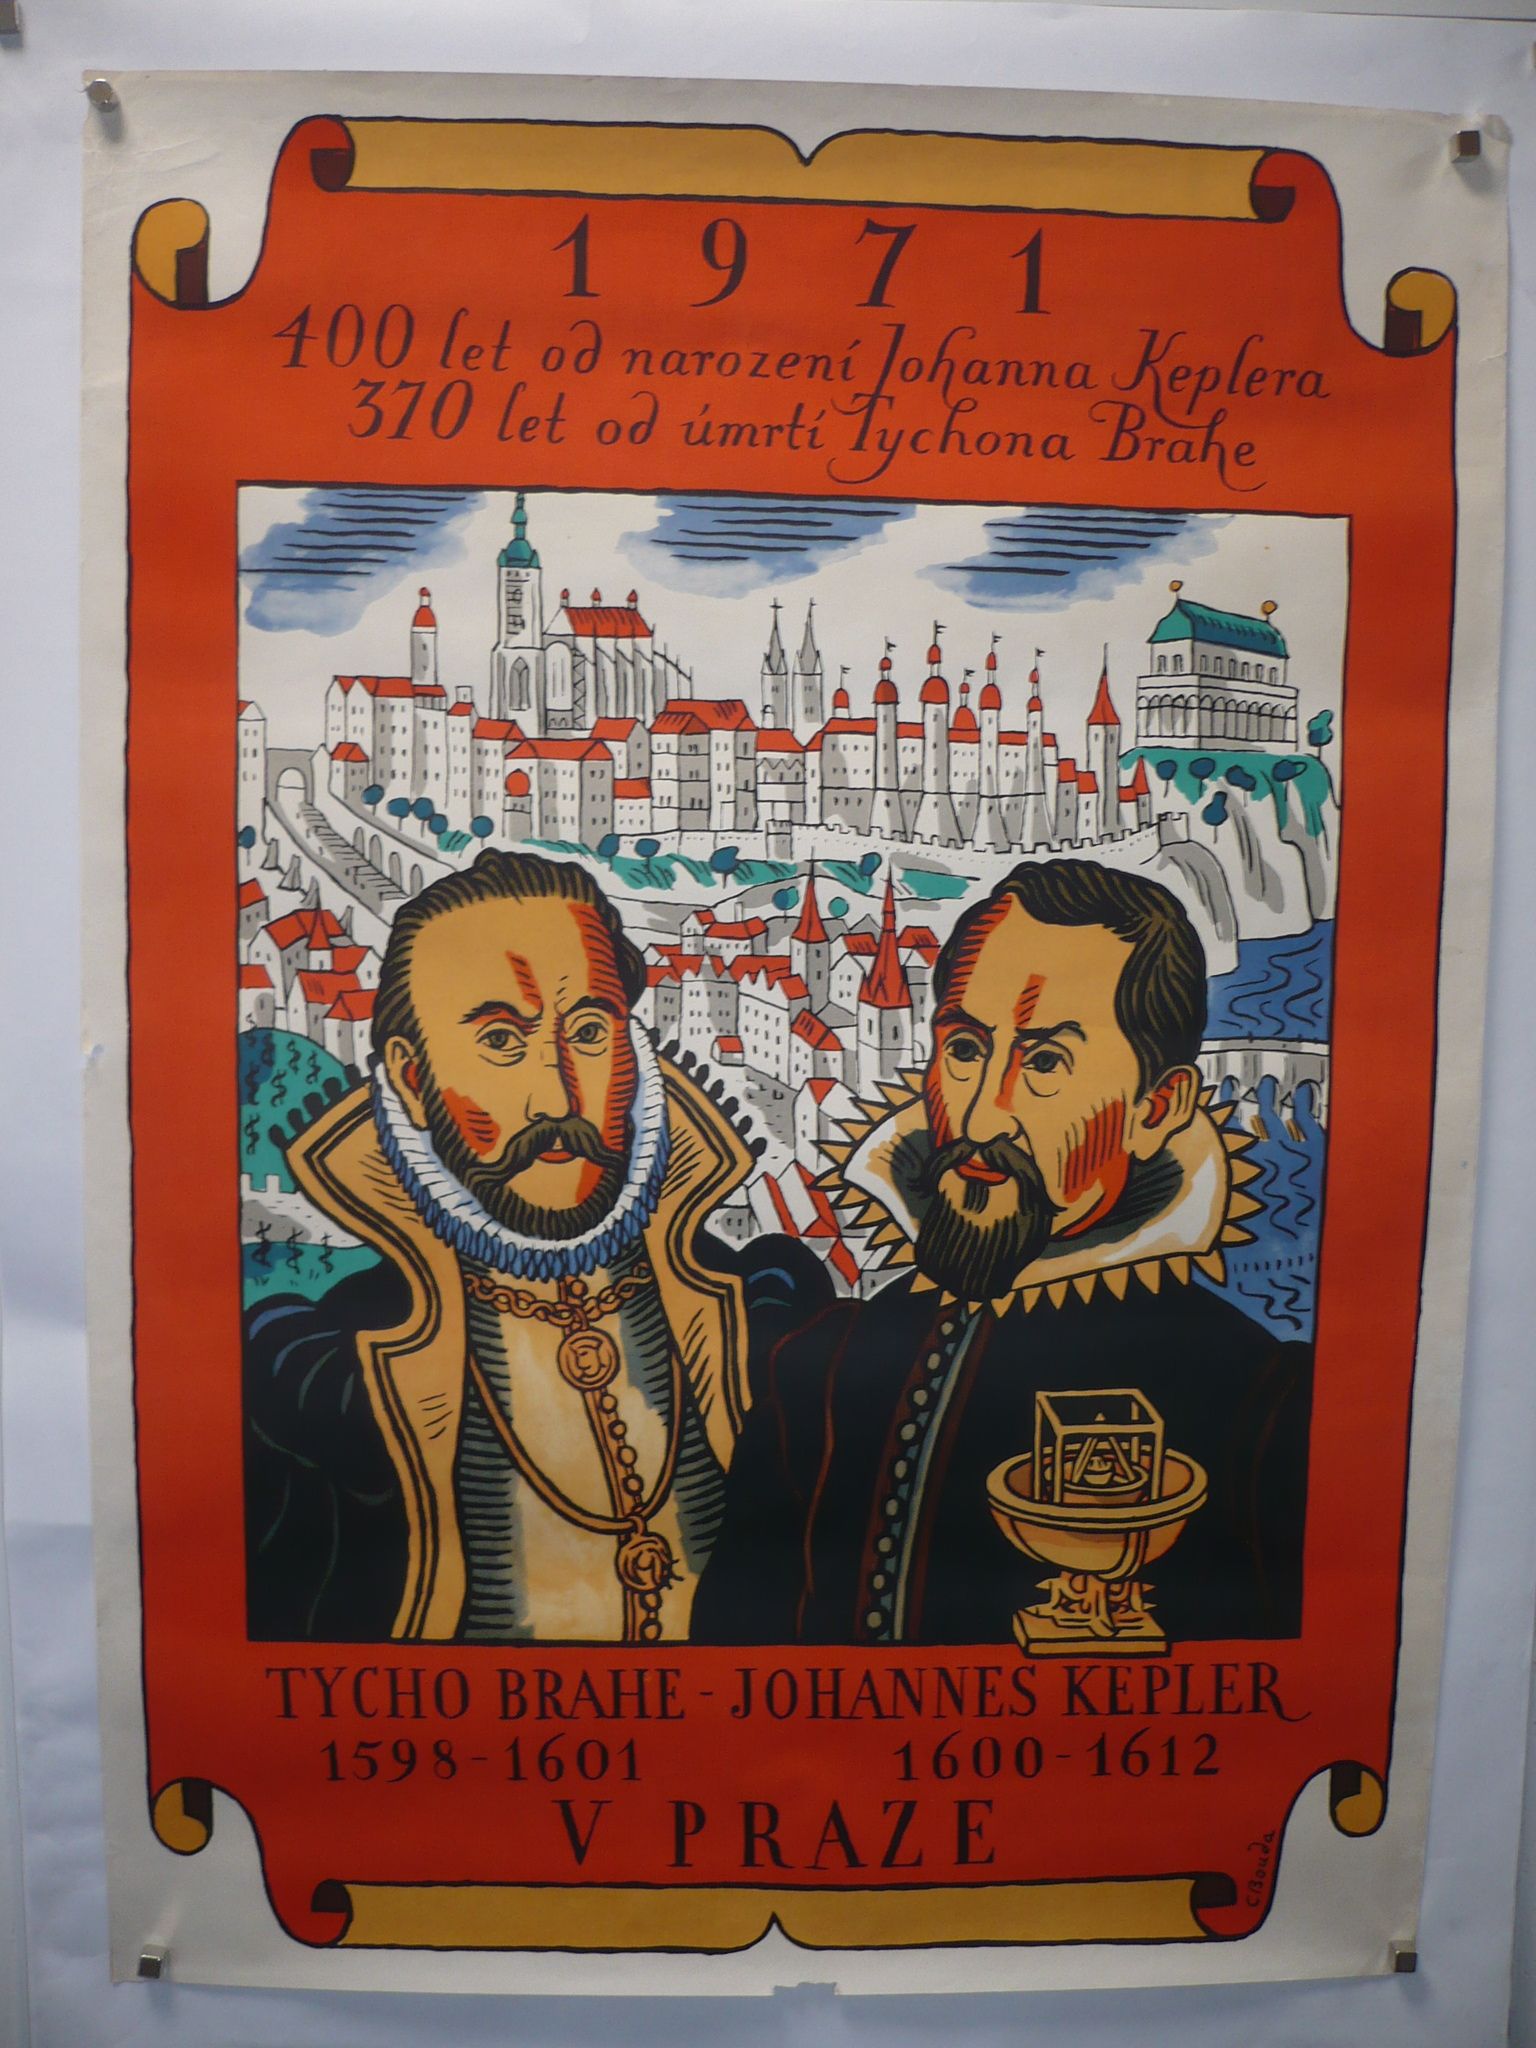 1971
400 let od narození Johanna Keplera
370 let od úmrtí Tychona Brahe
TYCHO BRAHE - JOHANNES KEPLER
1598-1601 1600-1612
V PRAZE
C Bouda